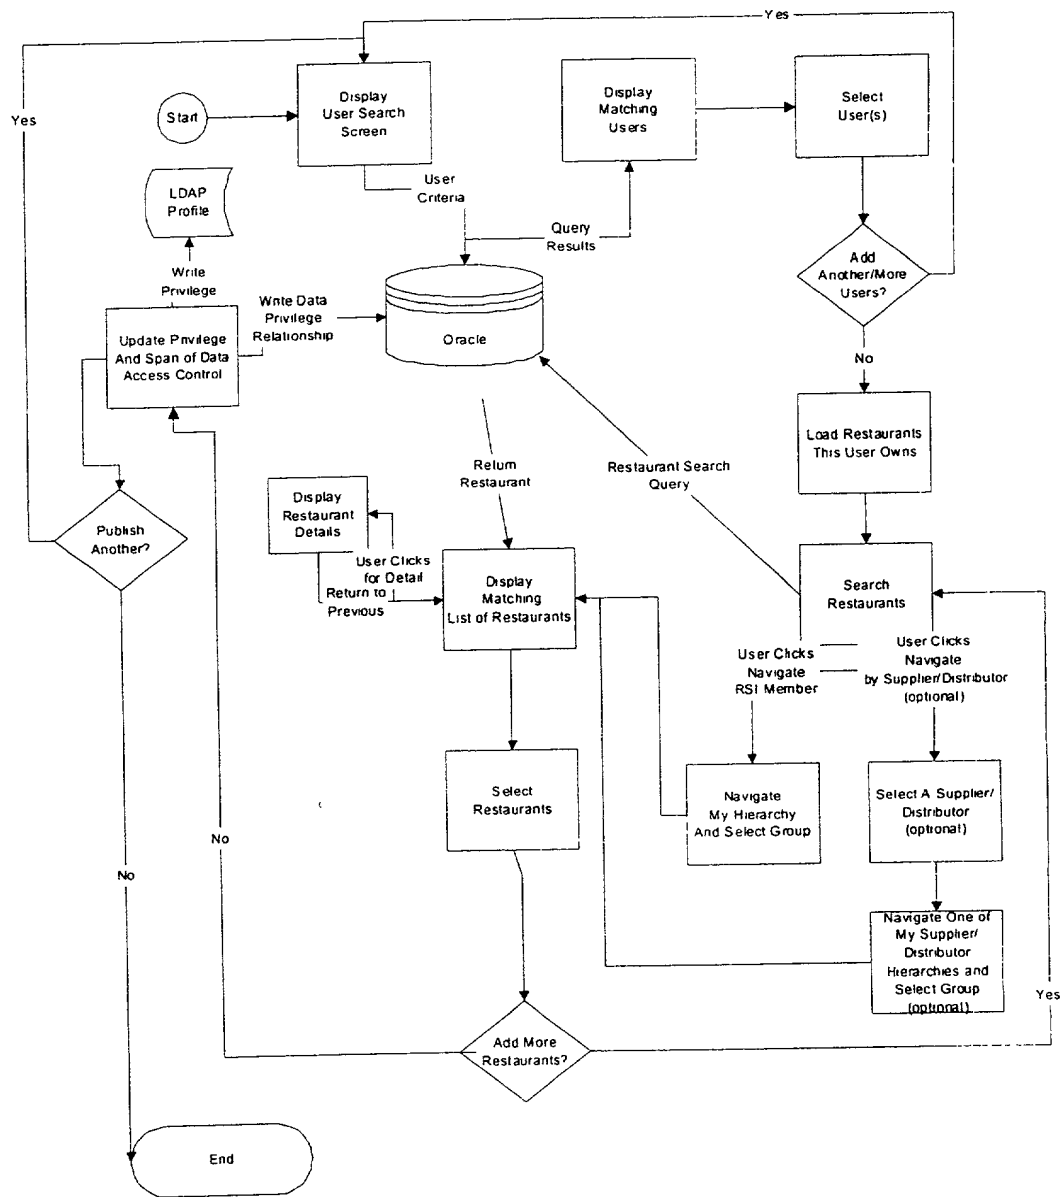 Yes
Yes
Start
Display
User Search
Screen
Display
Matching
Users
Select
User(s)
LDAP
Profile
User
Criteria
Query
Results
Add
Another/More
Users?
Write
Privilege
Write Data
Privilege
Relationship
Oracle
Update Privilege
And Span of Data
Access Control
No
Load Restaurants
This User Owns
Return
Restaurant
Restaurant Search
Query
Display
Restaurant
Details
Publish
Another?
User Clicks
for Detail
Return to
Previous
Display
Matching
List of Restaurants
Search
Restaurants
User Clicks
Navigate
RSI Member
User Clicks
Navigate
by Supplier/Distributor
(optional)
Select
Restaurants
Navigate
My Hierarchy
And Select Group
Select A Supplier/
Distributor
(optional)
No
No
Navigate One of
My Supplier/
Distributor
Hierarchies and
Select Group
(optional)
Yes
Add More
Restaurants?
End